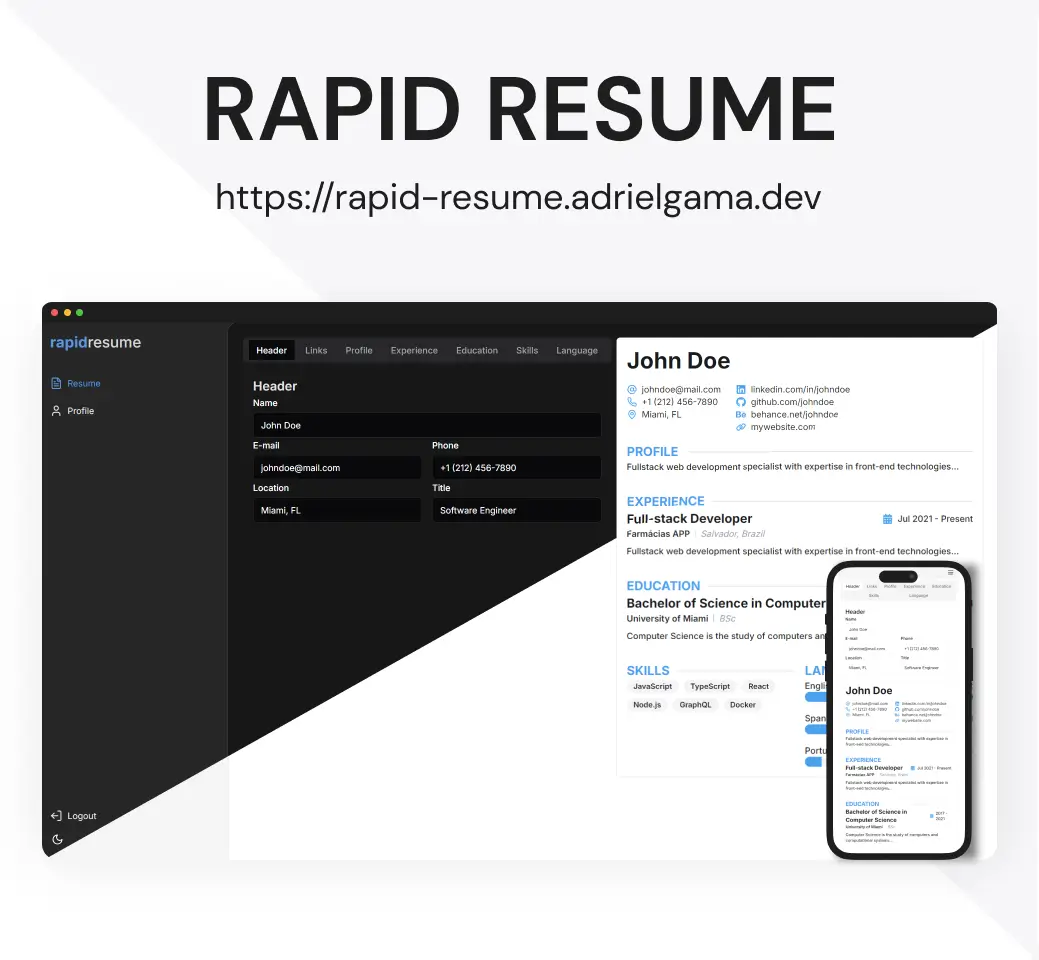 RAPID RESUME
https://rapid-resume.adrielgama.dev
rapidresume
Resume
Profile
Logout
Header Links Profile Experience Education Skills Language
Header
Name
John Doe
E-mail Phone
johndoe@mail.com +1 (212) 456-7890
Location Title
Miami, FL Software Engineer
John Doe
johndoe@mail.com linkedin.com/in/johndoe
+1 (212) 456-7890 github.com/johndoe
Miami, FL behance.net/johndoe
mywebsite.com
PROFILE
Fullstack web development specialist with expertise in front-end technologies...
EXPERIENCE
Full-stack Developer Jul 2021 - Present
Farmácias APP Salvador, Brazil
Fullstack web development specialist with expertise in front-end technologies...
EDUCATION
Bachelor of Science in Computer
University of Miami BSc
Computer Science is the study of computers an
SKILLS
JavaScript TypeScript React
Node.js GraphQL Docker
LAN
Englis
Span
Portu
Header Links Profile Experience Education
Skills Language
Header
Name
John Doe
E-mail Phone
johndoe@mail.com +1 (212) 456-7890
Location Title
Miami, FL Software Engineer
John Doe
johndoe@mail.com linkedin.com/in/johndoe
+1 (212) 456-7890 github.com/johndoe
Miami, FL behance.net/johndoe
mywebsite.com
PROFILE
Fullstack web development specialist with expertise in
front-end technologies...
EXPERIENCE
Full-stack Developer Jul 2021 - Present
Farmácias APP Salvador, Brazil
Fullstack web development specialist with expertise in
front-end technologies...
EDUCATION
Bachelor of Science in
Computer Science
2017 -
2021
University of Miami BSc
Computer Science is the study of computers and
computational systems...